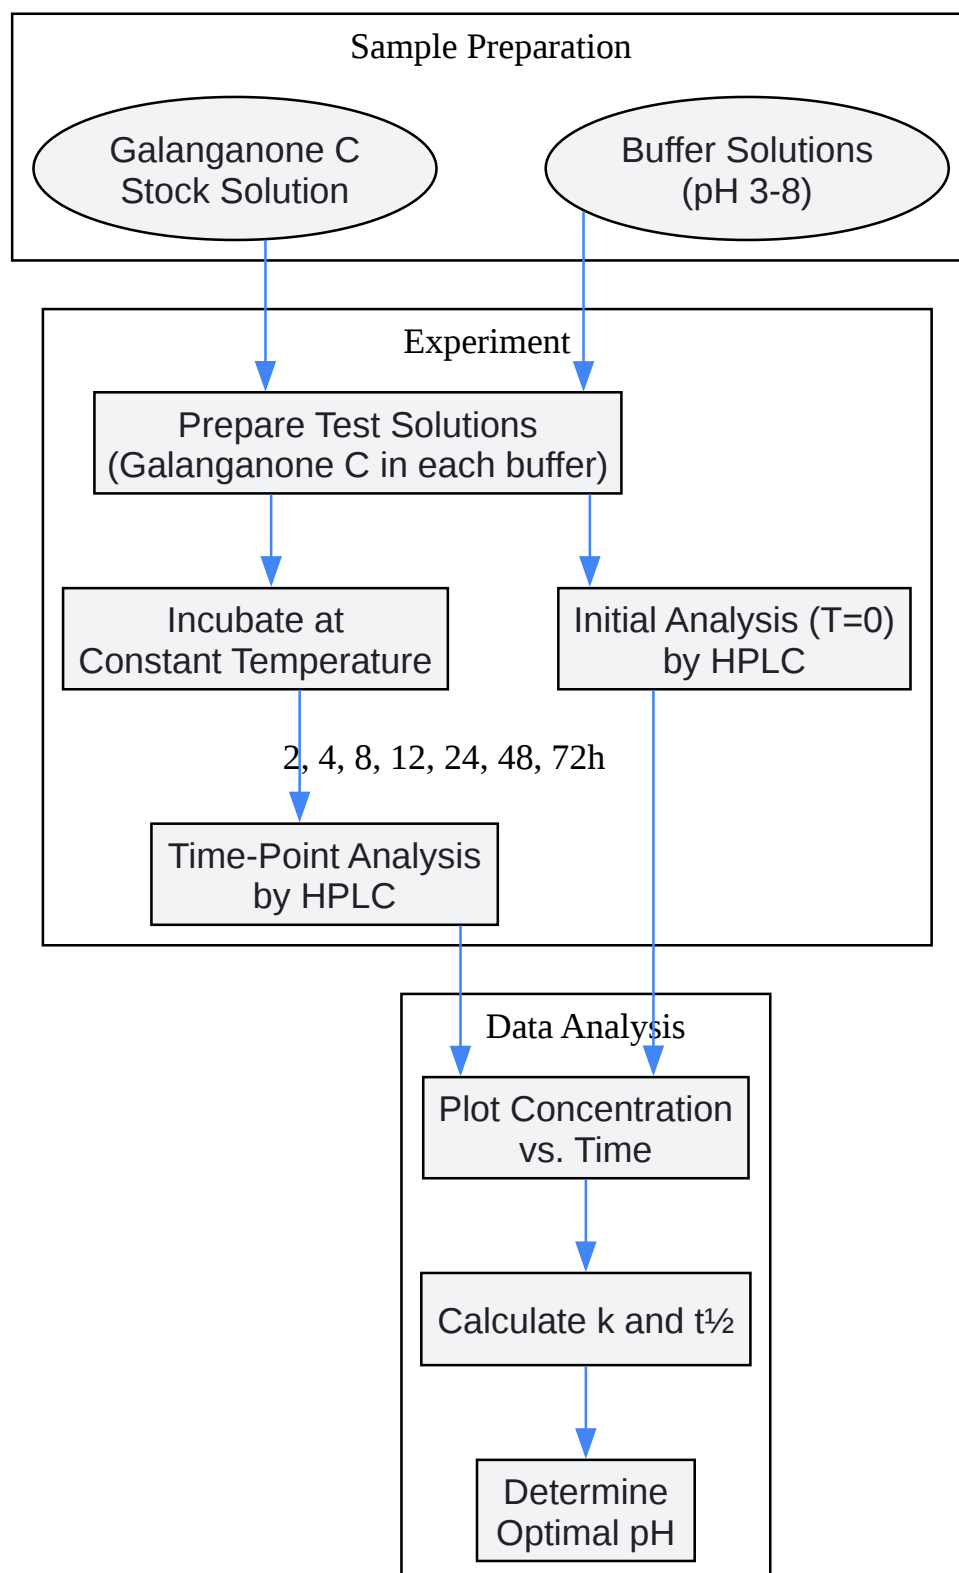 Sample Preparation
Galanganone C
Stock Solution
Buffer Solutions
(pH 3-8)
Experiment
Prepare Test Solutions
(Galanganone C in each buffer)
Incubate at
Constant Temperature
Initial Analysis (T=0)
by HPLC
2, 4, 8, 12, 24, 48, 72h
Time-Point Analysis
by HPLC
Data Analysis
Plot Concentration
vs. Time
Calculate k and t½
Determine
Optimal pH